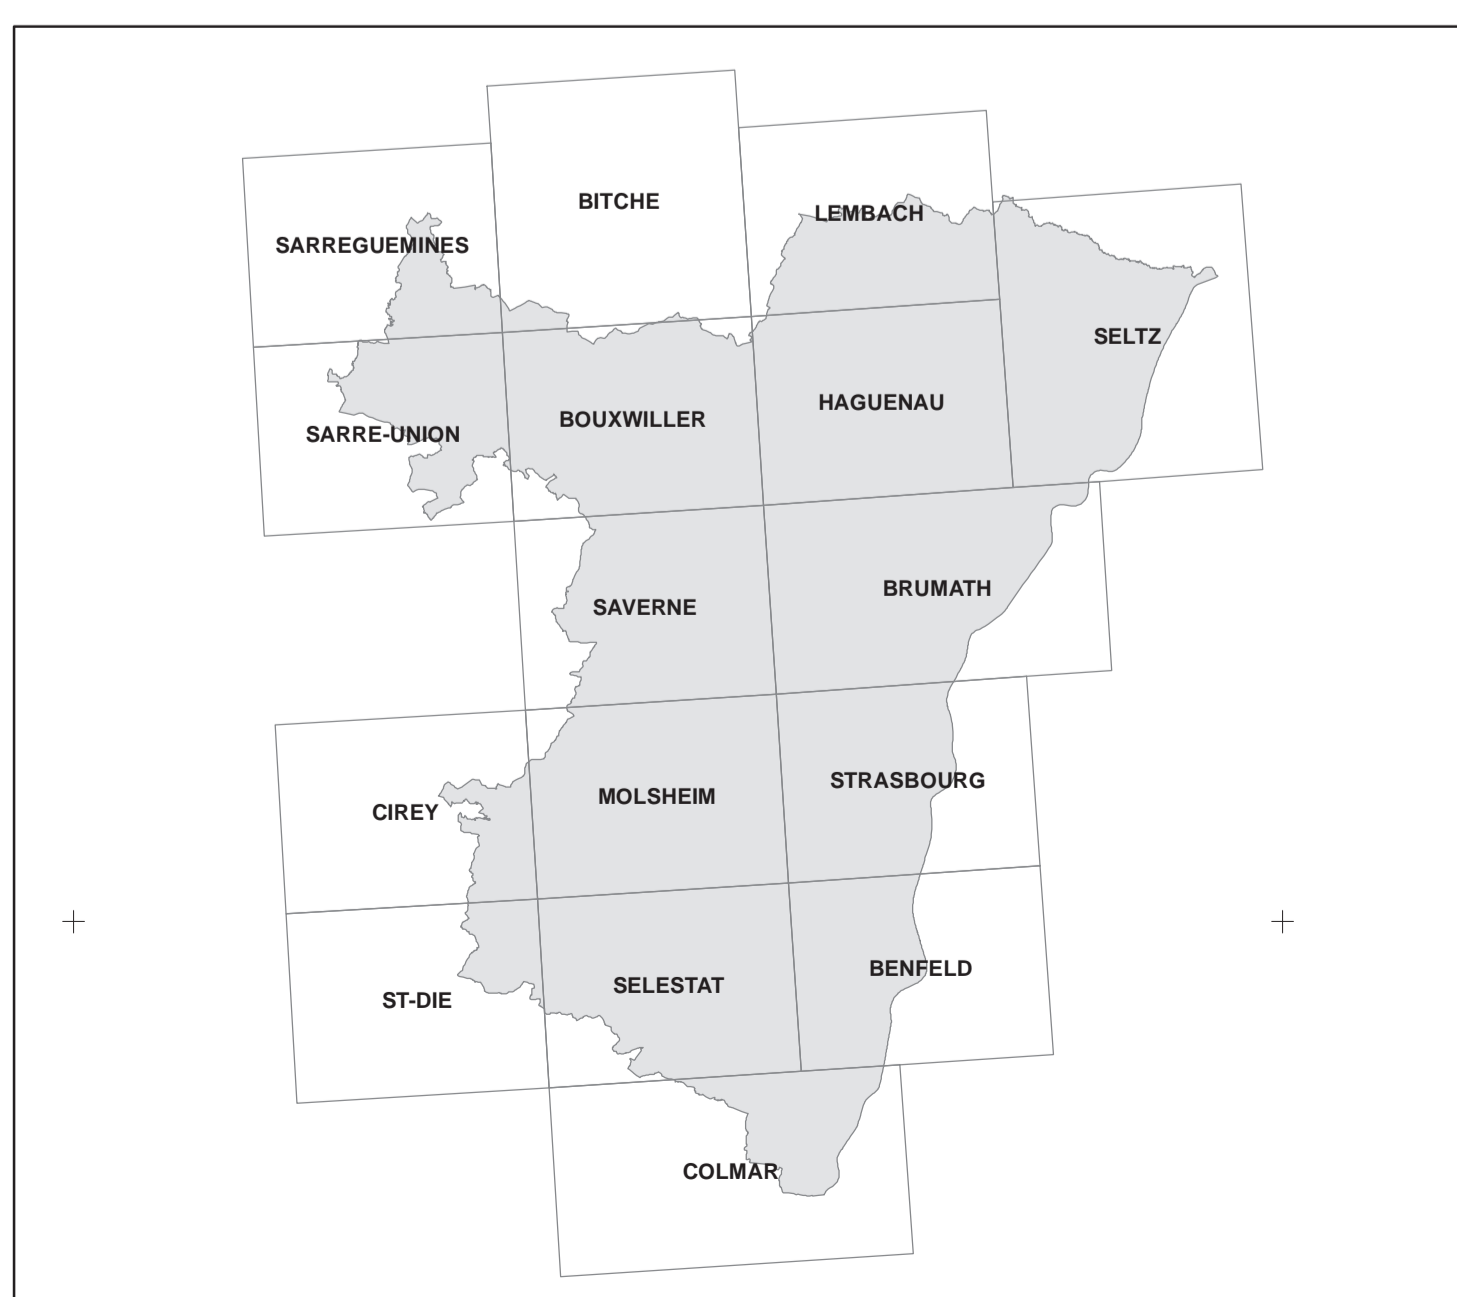 BITCHE
LEMBACH
SARREGUEMINES
SELTZ
HAGUENAU
BOUXWILLER
SARRE-UNION
BRUMATH
SAVERNE
STRASBOURG
MOLSHEIM
CIREY
BENFELD
SELESTAT
ST-DIE
COLMAR